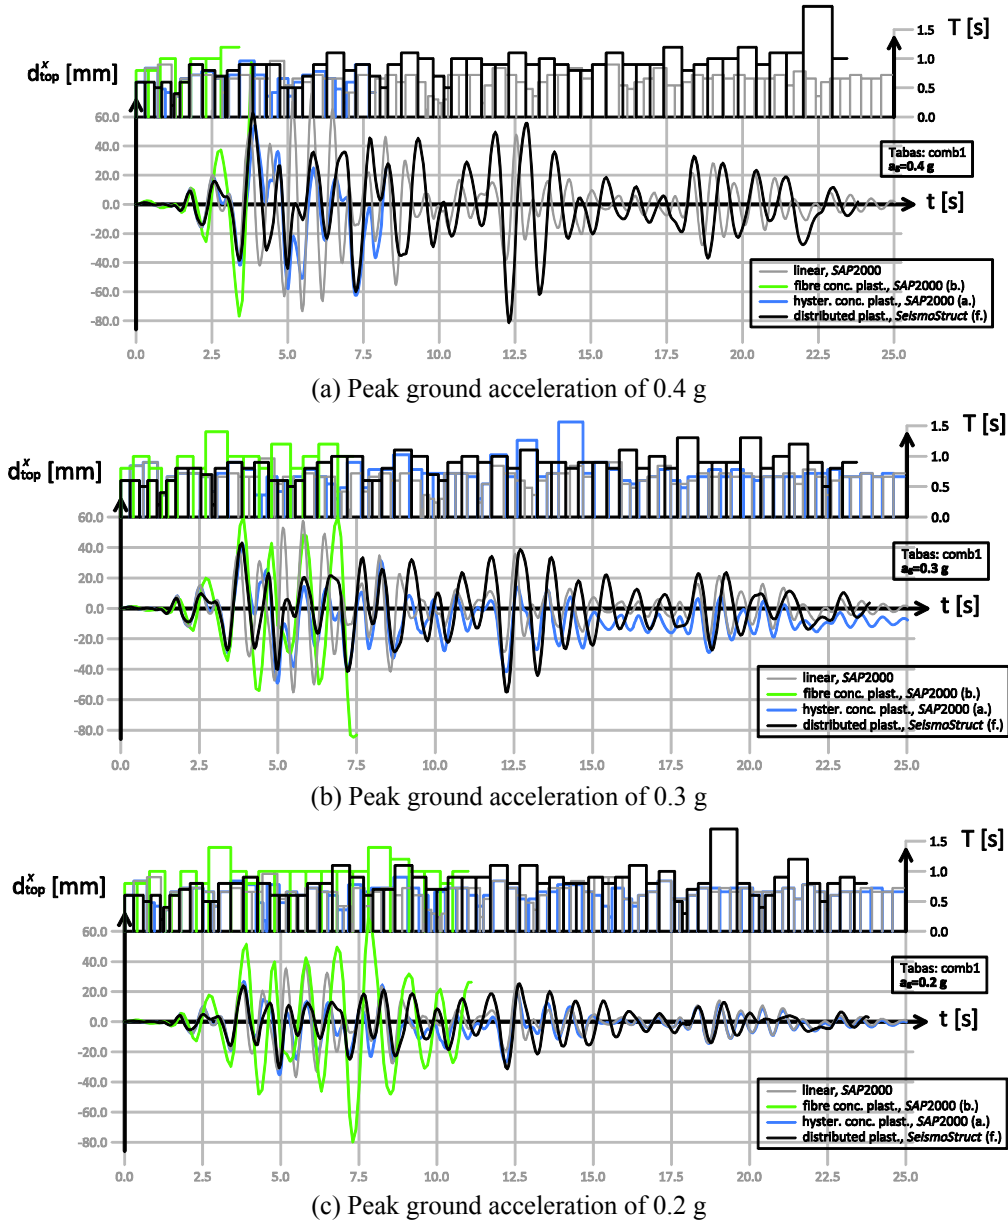 1.5 T [s]
d_top^x [mm]
1.0
0.5
60.0
0.0
40.0
Tabas: comb1
a_g=0.4 g
20.0
0.0
t [s]
-20.0
-40.0
linear, SAP2000
-60.0
fibre conc. plast., SAP2000 (b.)
hyster. conc. plast., SAP2000 (a.)
-80.0
distributed plast., SeismoStruct (f.)
0.0 2.5 5.0 7.5 10.0 12.5 15.0 17.5 20.0 22.5 25.0
(a) Peak ground acceleration of 0.4 g
1.5 T [s]
d_top^x [mm]
1.0
0.5
60.0
0.0
40.0
Tabas: comb1
a_g=0.3 g
20.0
0.0
t [s]
-20.0
-40.0
linear, SAP2000
-60.0
fibre conc. plast., SAP2000 (b.)
hyster. conc. plast., SAP2000 (a.)
-80.0
distributed plast., SeismoStruct (f.)
0.0 2.5 5.0 7.5 10.0 12.5 15.0 17.5 20.0 22.5 25.0
(b) Peak ground acceleration of 0.3 g
1.5 T [s]
d_top^x [mm]
1.0
0.5
60.0
0.0
40.0
Tabas: comb1
a_g=0.2 g
20.0
0.0
t [s]
-20.0
-40.0
linear, SAP2000
-60.0
fibre conc. plast., SAP2000 (b.)
hyster. conc. plast., SAP2000 (a.)
-80.0
distributed plast., SeismoStruct (f.)
0.0 2.5 5.0 7.5 10.0 12.5 15.0 17.5 20.0 22.5 25.0
(c) Peak ground acceleration of 0.2 g